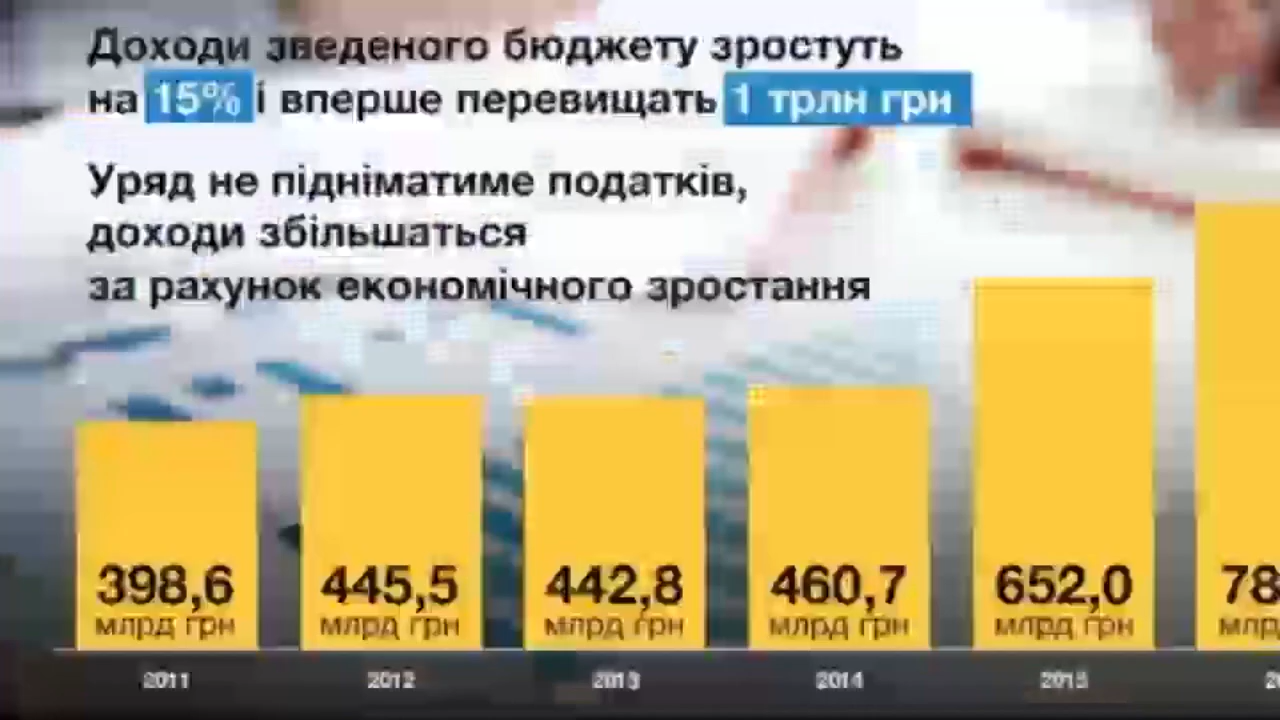 Доходи зведеного бюджету зростуть
на 15% і вперше перевищать 1 трлн грн
Уряд не підніматиме податків,
доходи збільшаться
за рахунок економічного зростання
398,6 445,5 442,8 460,7 652,0
млрд грн млрд грн млрд грн млрд грн млрд грн
2011 2012 2013 2014 2015